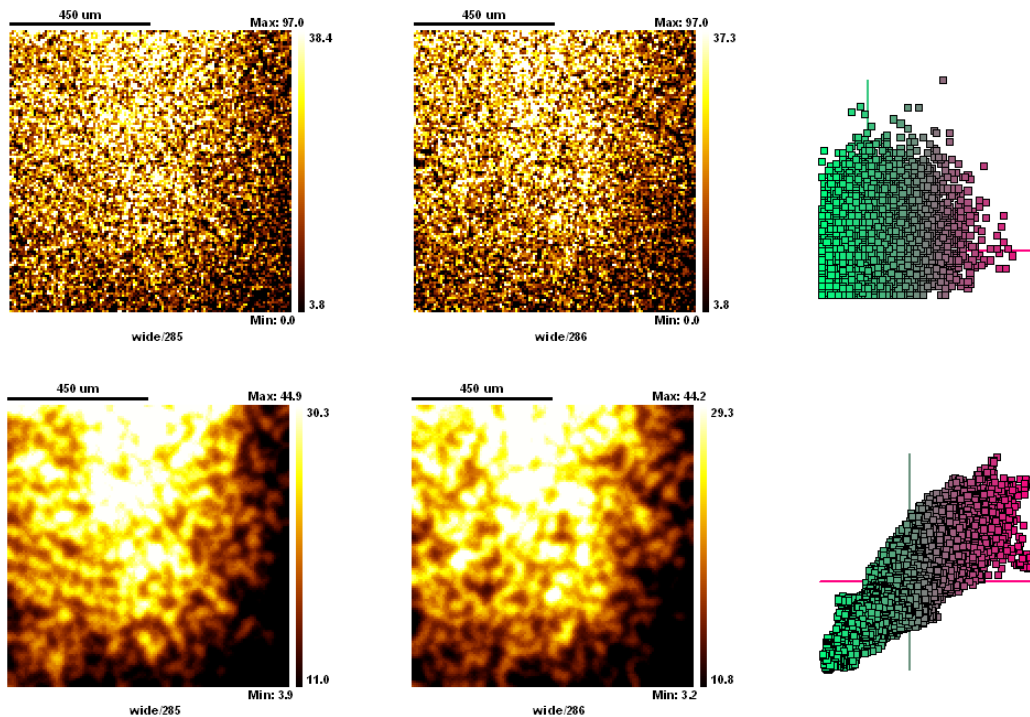 450 um
Max: 97.0
38.4
3.8
Min: 0.0
wide/285
450 um
Max: 97.0
37.3
3.8
Min: 0.0
wide/286
450 um
Max: 44.9
30.3
11.0
Min: 3.9
wide/285
450 um
Max: 44.2
29.3
10.8
Min: 3.2
wide/286